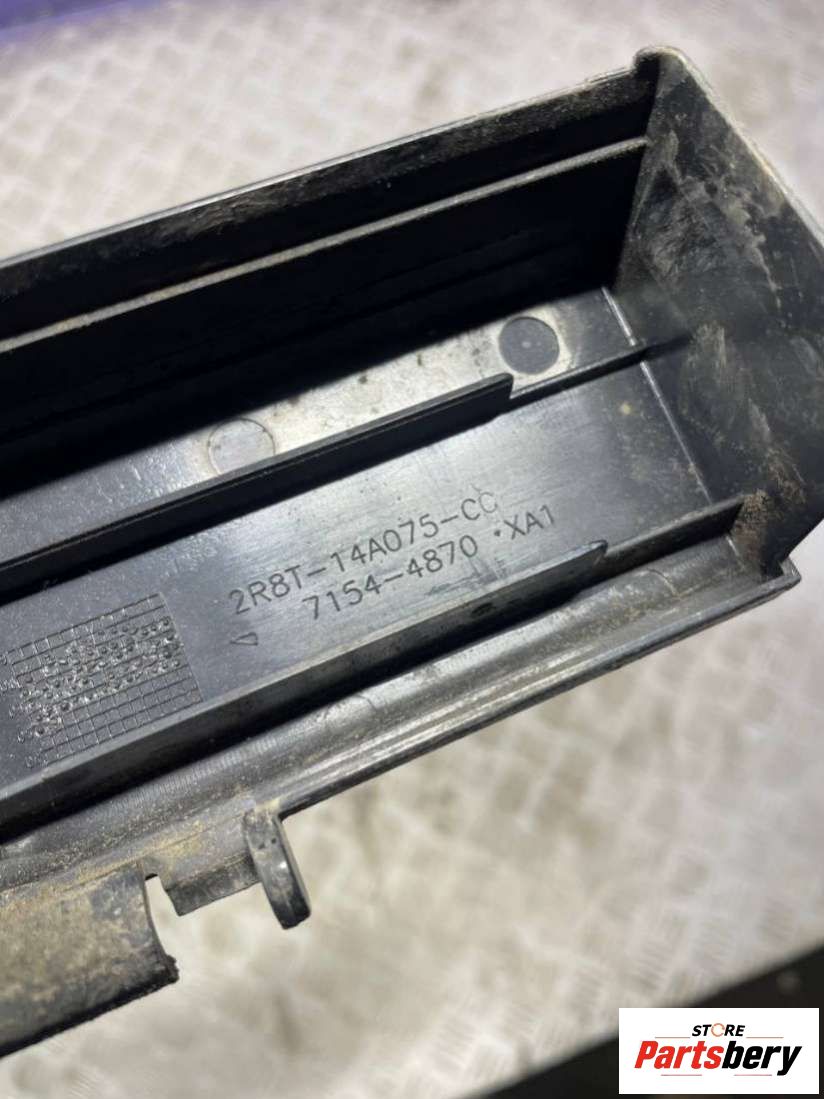 2R8T-14A075-CC
7154-4870 •XA1
STORE
Partsbery